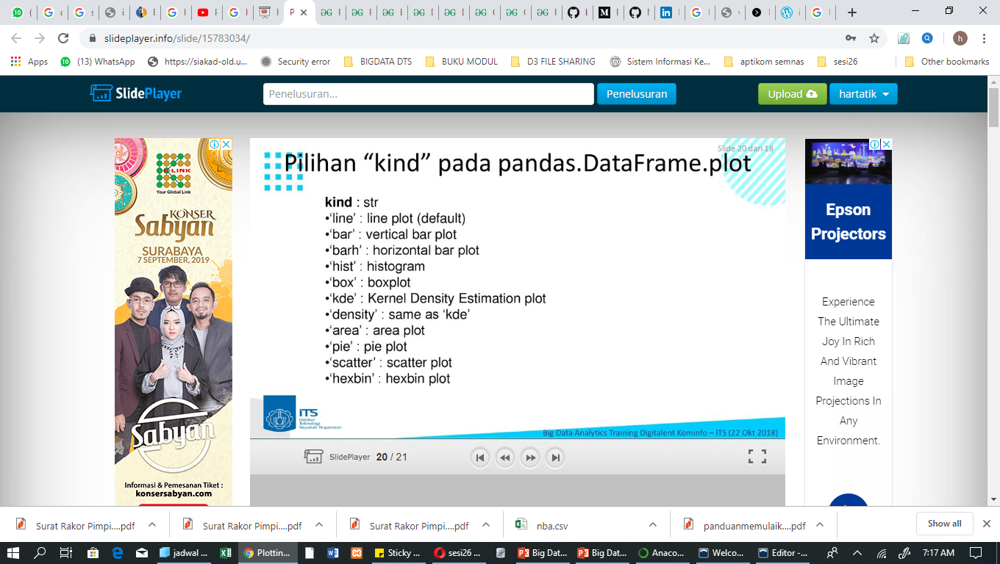 slideplayer.info/slide/15783034/
h
Apps
10
(13) WhatsApp
https://siakad-old.u...
Security error
BIGDATA DTS
BUKU MODUL
D3 FILE SHARING
Sistem Informasi Ke...
aptikom semnas
sesi26
Other bookmarks
SlidePlayer
Penelusuran...
Penelusuran
Upload
hartatik
K-LINK
Your Global Link
KONSER
Sabyan
SURABAYA
7 SEPTEMBER, 2019
Sabyan
Informasi & Pemesanan Tiket :
konsersabyan.com
Slide 20 dari 18
Pilihan “kind” pada pandas.DataFrame.plot
kind : str
•‘line’ : line plot (default)
•‘bar’ : vertical bar plot
•‘barh’ : horizontal bar plot
•‘hist’ : histogram
•‘box’ : boxplot
•‘kde’ : Kernel Density Estimation plot
•‘density’ : same as ‘kde’
•‘area’ : area plot
•‘pie’ : pie plot
•‘scatter’ : scatter plot
•‘hexbin’ : hexbin plot
ITS
Institut
Teknologi
Sepuluh Nopember
Big Data Analytics Training Digitalent Kominfo – ITS (22 Okt 2018)
SlidePlayer 20 / 21
Epson
Projectors
Experience
The Ultimate
Joy In Rich
And Vibrant
Image
Projections In
Any
Environment.
Surat Rakor Pimpi....pdf
Surat Rakor Pimpi....pdf
Surat Rakor Pimpi....pdf
nba.csv
panduanmemulaik....pdf
Show all
jadwal ...
Plottin...
Sticky ...
sesi26 ...
Big Dat...
Big Dat...
Anaco...
Welco...
Editor -...
7:17 AM